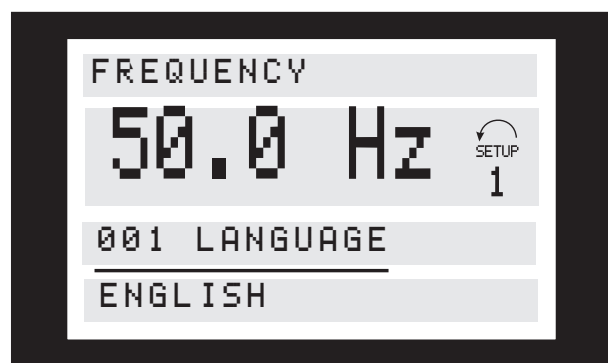 FREQUENCY
50.0 Hz
SETUP
1
001 LANGUAGE
ENGLISH